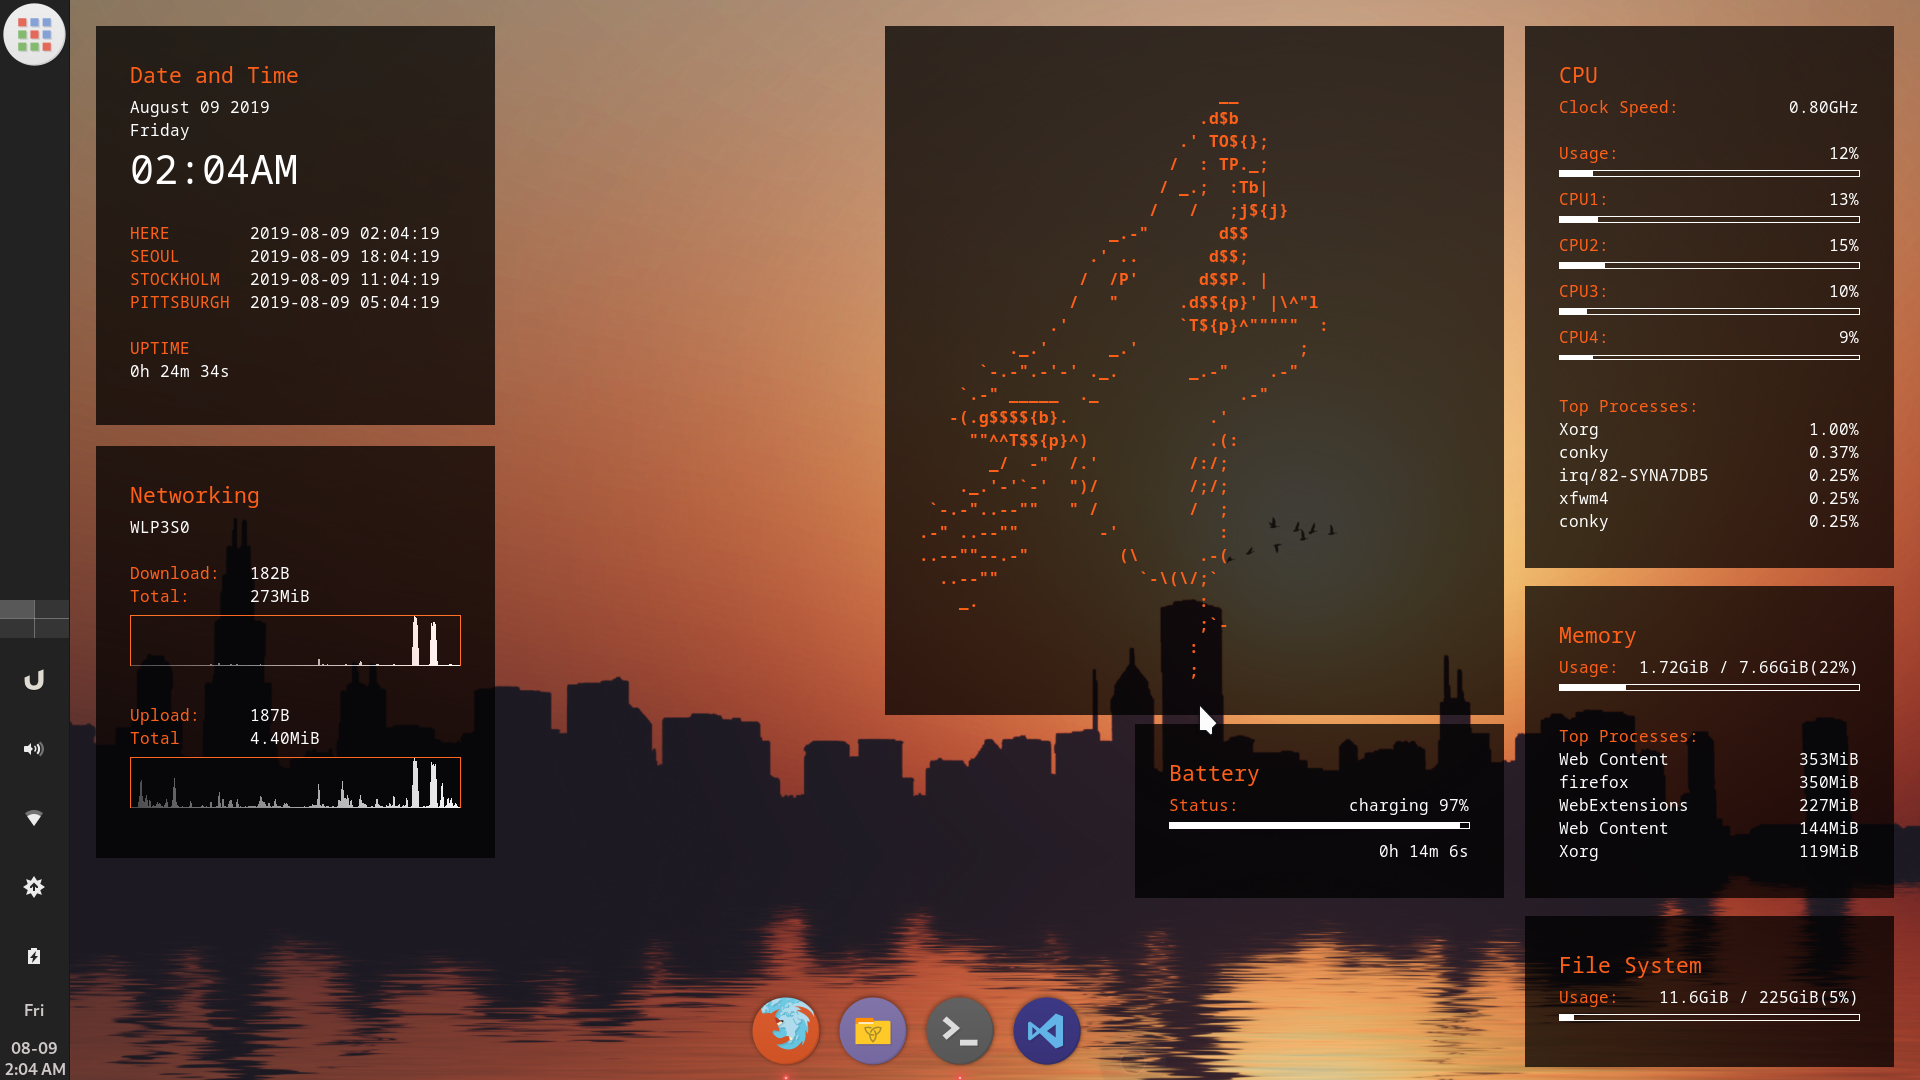 Date and Time
August 09 2019
Friday
02:04AM
HERE 2019-08-09 02:04:19
SEOUL 2019-08-09 18:04:19
STOCKHOLM 2019-08-09 11:04:19
PITTSBURGH 2019-08-09 05:04:19
UPTIME
0h 24m 34s
Networking
WLP3S0
Download: 182B
Total: 273MiB
Upload: 187B
Total 4.40MiB
__
.d$b
.' TO${};
/ : TP._;
/ _.; :Tb|
/ / ;j${j}
_.-" d$$
.' .. d$$;
/ /P' d$$P. |
/ " .d$${p}' |\^"l
.' `T${p}^""""" :
._.' _.' ;
`-.-".-'-' ._. _.-" .-"
`.-" _____ ._ .-"
-(.g$$$${b}. .'
""^^T$${p}^) .(:
_/ -" /.' /:/;
._.'-'`-' ")/ /;/;
`-.-"..--"" " / / ;
.-" ..--"" -' :
..--""--.-" (\ .-(
..--"" `-\(\/;`
_. :
;`-
:
;
CPU
Clock Speed: 0.80GHz
Usage: 12%
CPU1: 13%
CPU2: 15%
CPU3: 10%
CPU4: 9%
Top Processes:
Xorg 1.00%
conky 0.37%
irq/82-SYNA7DB5 0.25%
xfwm4 0.25%
conky 0.25%
Memory
Usage: 1.72GiB / 7.66GiB(22%)
Top Processes:
Web Content 353MiB
firefox 350MiB
WebExtensions 227MiB
Web Content 144MiB
Xorg 119MiB
Battery
Status: charging 97%
0h 14m 6s
File System
Usage: 11.6GiB / 225GiB(5%)
Fri
08-09
2:04 AM